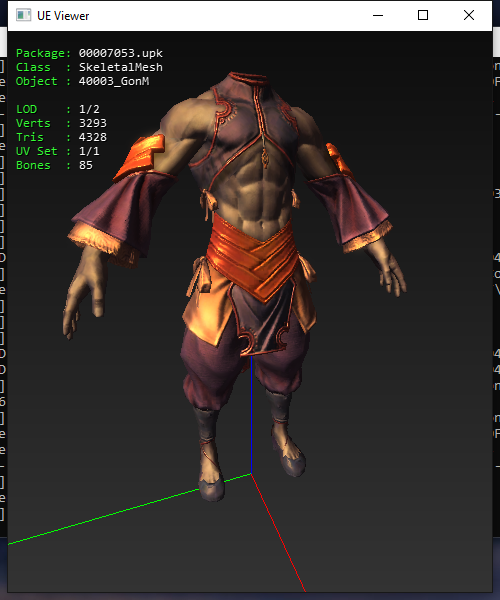 UE Viewer
Package: 00007053.upk
Class  : SkeletalMesh
Object : 40003_GonM
LOD    : 1/2
Verts  : 3293
Tris   : 4328
UV Set : 1/1
Bones  : 85